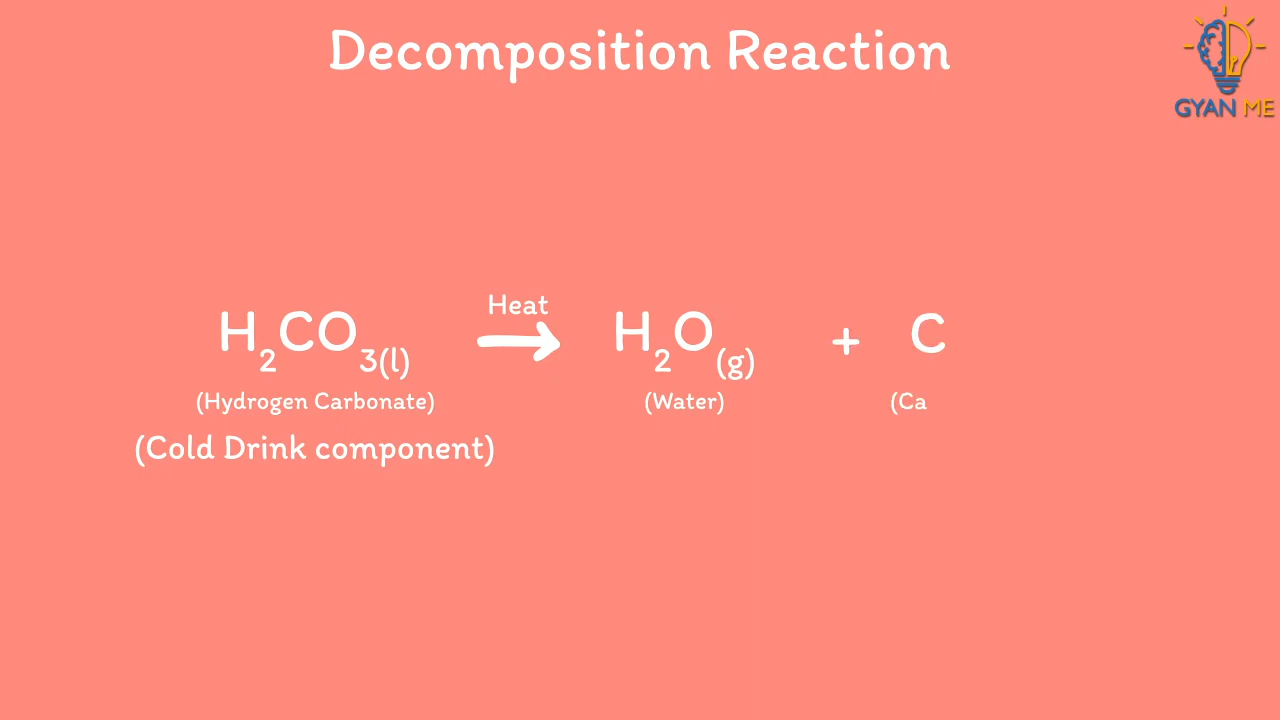 Decomposition Reaction
GYAN ME
Heat
H2CO3(l) → H2O(g) + C
(Hydrogen Carbonate) (Water) (Ca
(Cold Drink component)